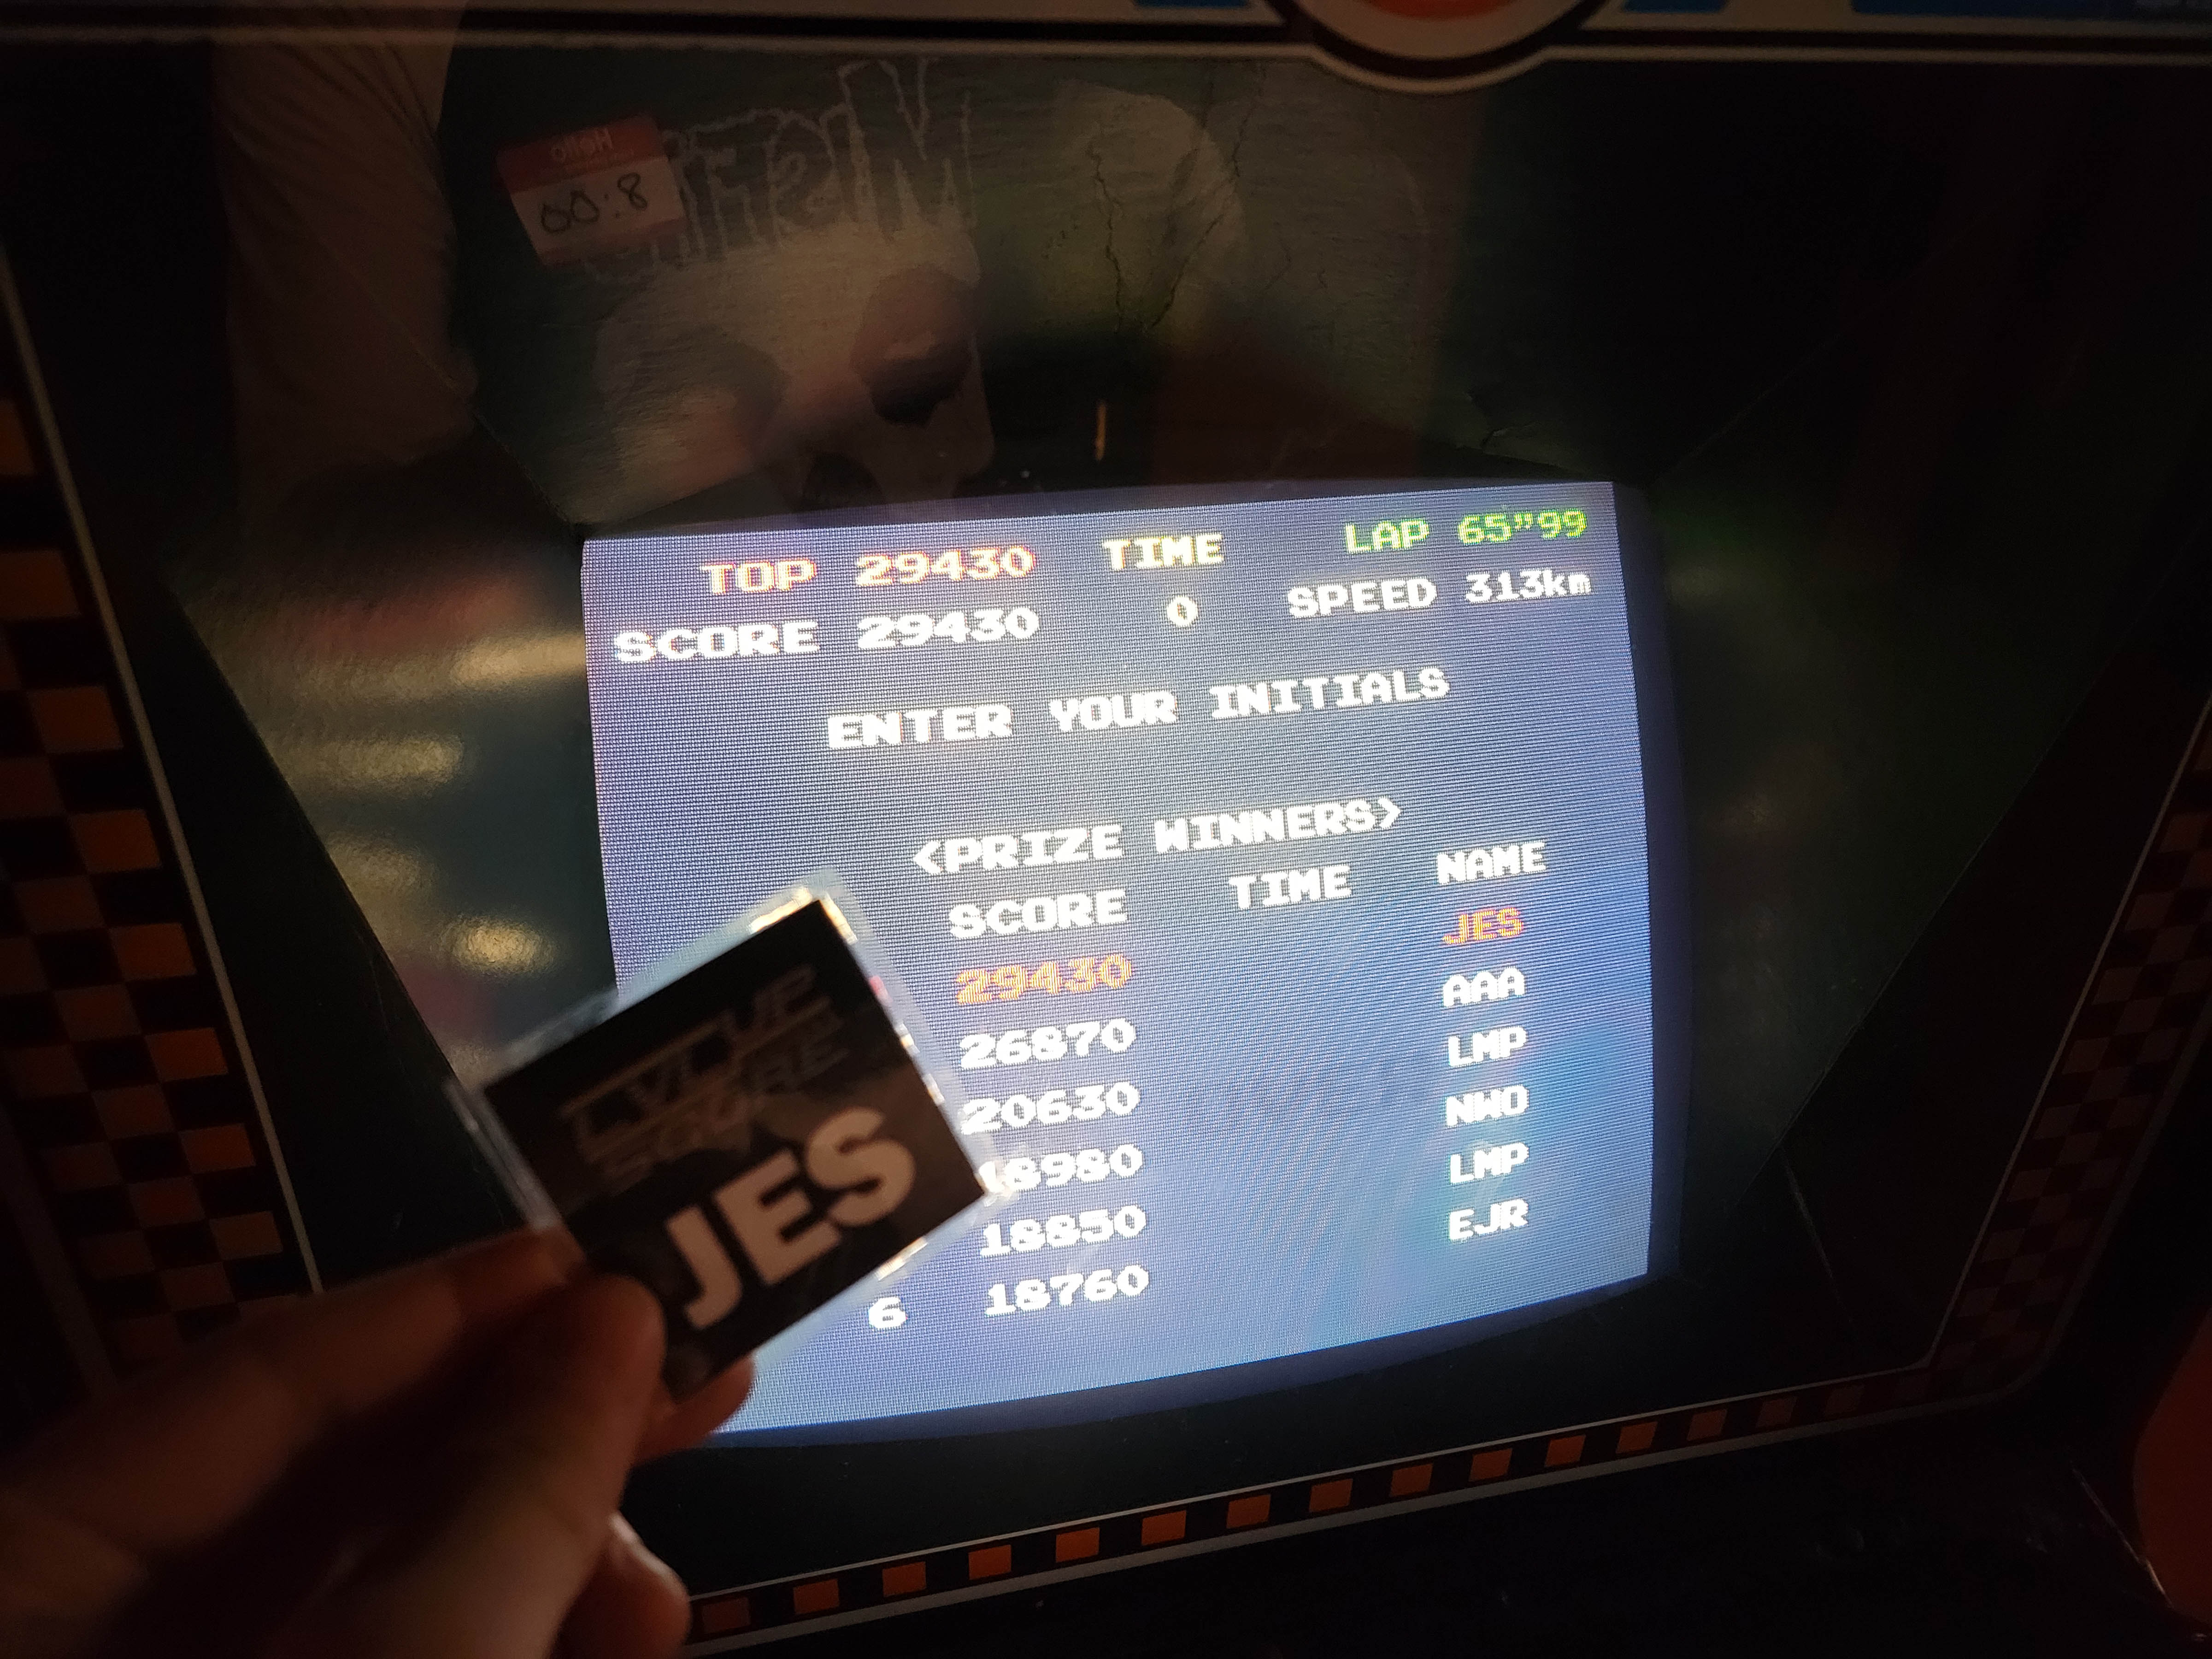 TOP 29430 TIME LAP 65"99
SCORE 29430 0 SPEED 313km
ENTER YOUR INITIALS
<PRIZE WINNERS>
SCORE TIME NAME
29430 JES
26870 AAA
20630 LMP
18980 NWO
18850 LMP
6 18760 EJR
JES